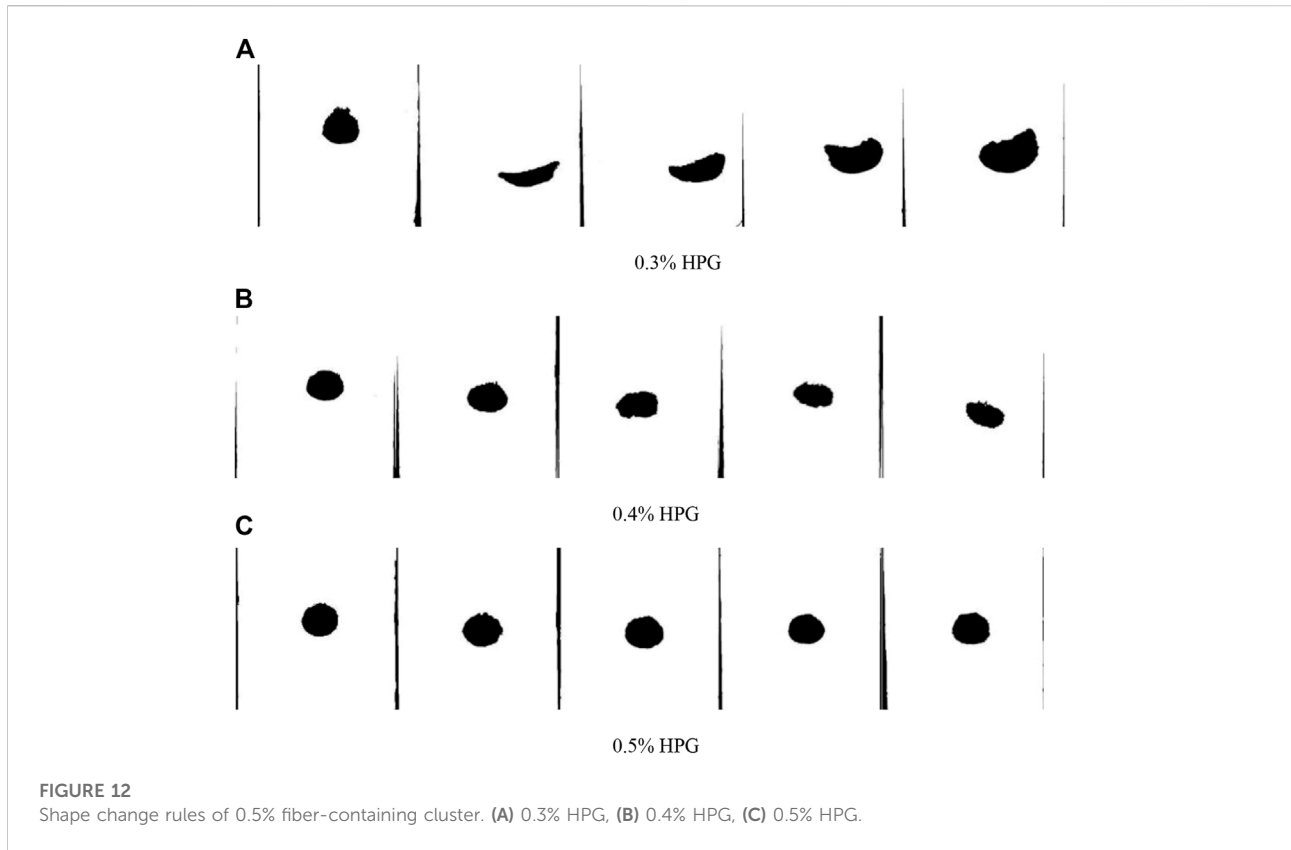 A
0.3% HPG
B
0.4% HPG
C
0.5% HPG
FIGURE 12
Shape change rules of 0.5% fiber-containing cluster. (A) 0.3% HPG, (B) 0.4% HPG, (C) 0.5% HPG.